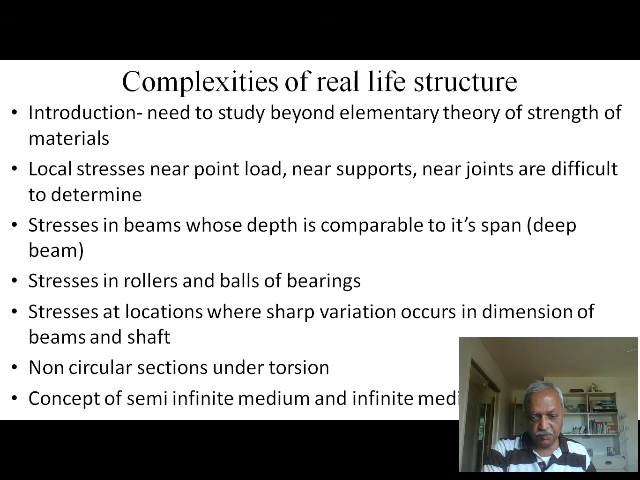 Complexities of real life structure
• Introduction- need to study beyond elementary theory of strength of
materials
• Local stresses near point load, near supports, near joints are difficult
to determine
• Stresses in beams whose depth is comparable to it's span (deep
beam)
• Stresses in rollers and balls of bearings
• Stresses at locations where sharp variation occurs in dimension of
beams and shaft
• Non circular sections under torsion
• Concept of semi infinite medium and infinite